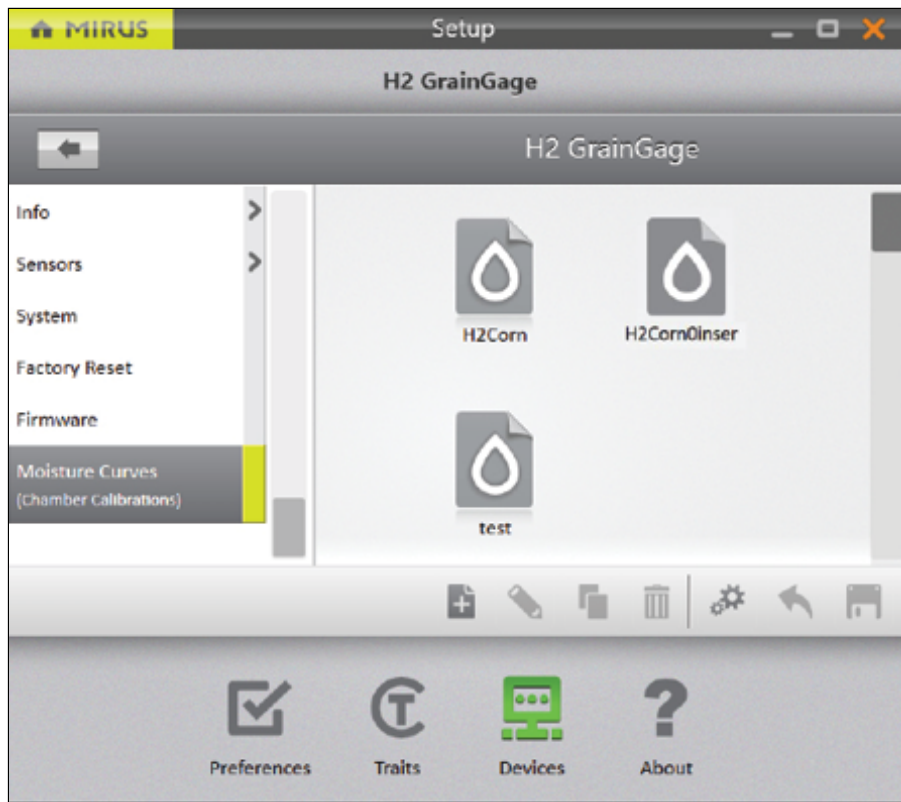 MIRUS
Setup
H2 GrainGage
H2 GrainGage
Info
Sensors
System
Factory Reset
Firmware
Moisture Curves
(Chamber Calibrations)
H2Corn
H2Corn0inser
test
Preferences
Traits
Devices
About